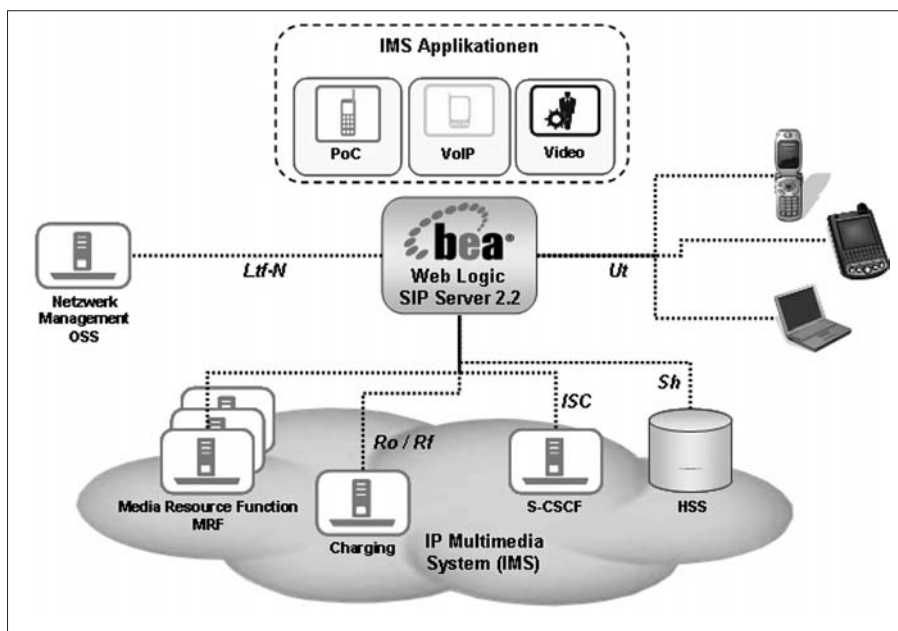 IMS Applikationen
PoC
VoIP
Video
bea
Web Logic
SIP Server 2.2
Ltf-N
Ut
Netzwerk
Management
OSS
Sh
ISC
Ro / Rf
Media Resource Function
MRF
Charging
S-CSCF
HSS
IP Multimedia
System (IMS)